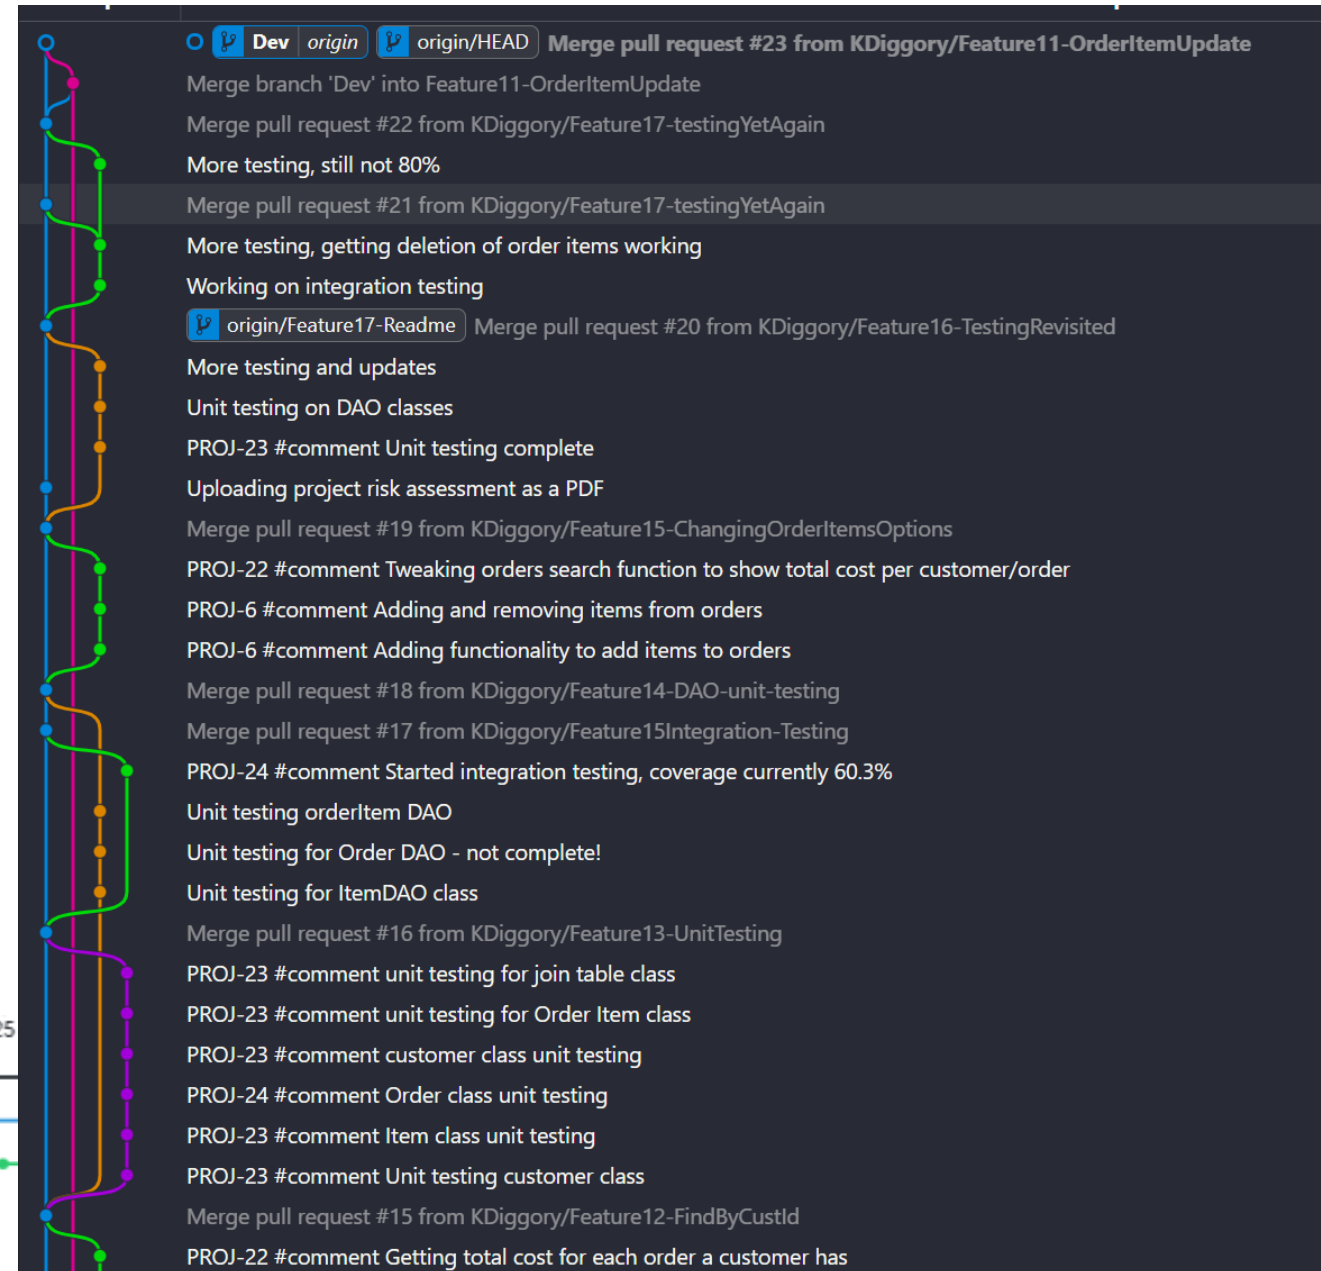 Dev origin origin/HEAD Merge pull request #23 from KDiggory/Feature11-OrderItemUpdate
Merge branch 'Dev' into Feature11-OrderItemUpdate
Merge pull request #22 from KDiggory/Feature17-testingYetAgain
More testing, still not 80%
Merge pull request #21 from KDiggory/Feature17-testingYetAgain
More testing, getting deletion of order items working
Working on integration testing
origin/Feature17-Readme Merge pull request #20 from KDiggory/Feature16-TestingRevisited
More testing and updates
Unit testing on DAO classes
PROJ-23 #comment Unit testing complete
Uploading project risk assessment as a PDF
Merge pull request #19 from KDiggory/Feature15-ChangingOrderItemsOptions
PROJ-22 #comment Tweaking orders search function to show total cost per customer/order
PROJ-6 #comment Adding and removing items from orders
PROJ-6 #comment Adding functionality to add items to orders
Merge pull request #18 from KDiggory/Feature14-DAO-unit-testing
Merge pull request #17 from KDiggory/Feature15Integration-Testing
PROJ-24 #comment Started integration testing, coverage currently 60.3%
Unit testing orderItem DAO
Unit testing for Order DAO - not complete!
Unit testing for ItemDAO class
Merge pull request #16 from KDiggory/Feature13-UnitTesting
PROJ-23 #comment unit testing for join table class
PROJ-23 #comment unit testing for Order Item class
25
PROJ-23 #comment customer class unit testing
PROJ-24 #comment Order class unit testing
PROJ-23 #comment Item class unit testing
PROJ-23 #comment Unit testing customer class
Merge pull request #15 from KDiggory/Feature12-FindByCustId
PROJ-22 #comment Getting total cost for each order a customer has